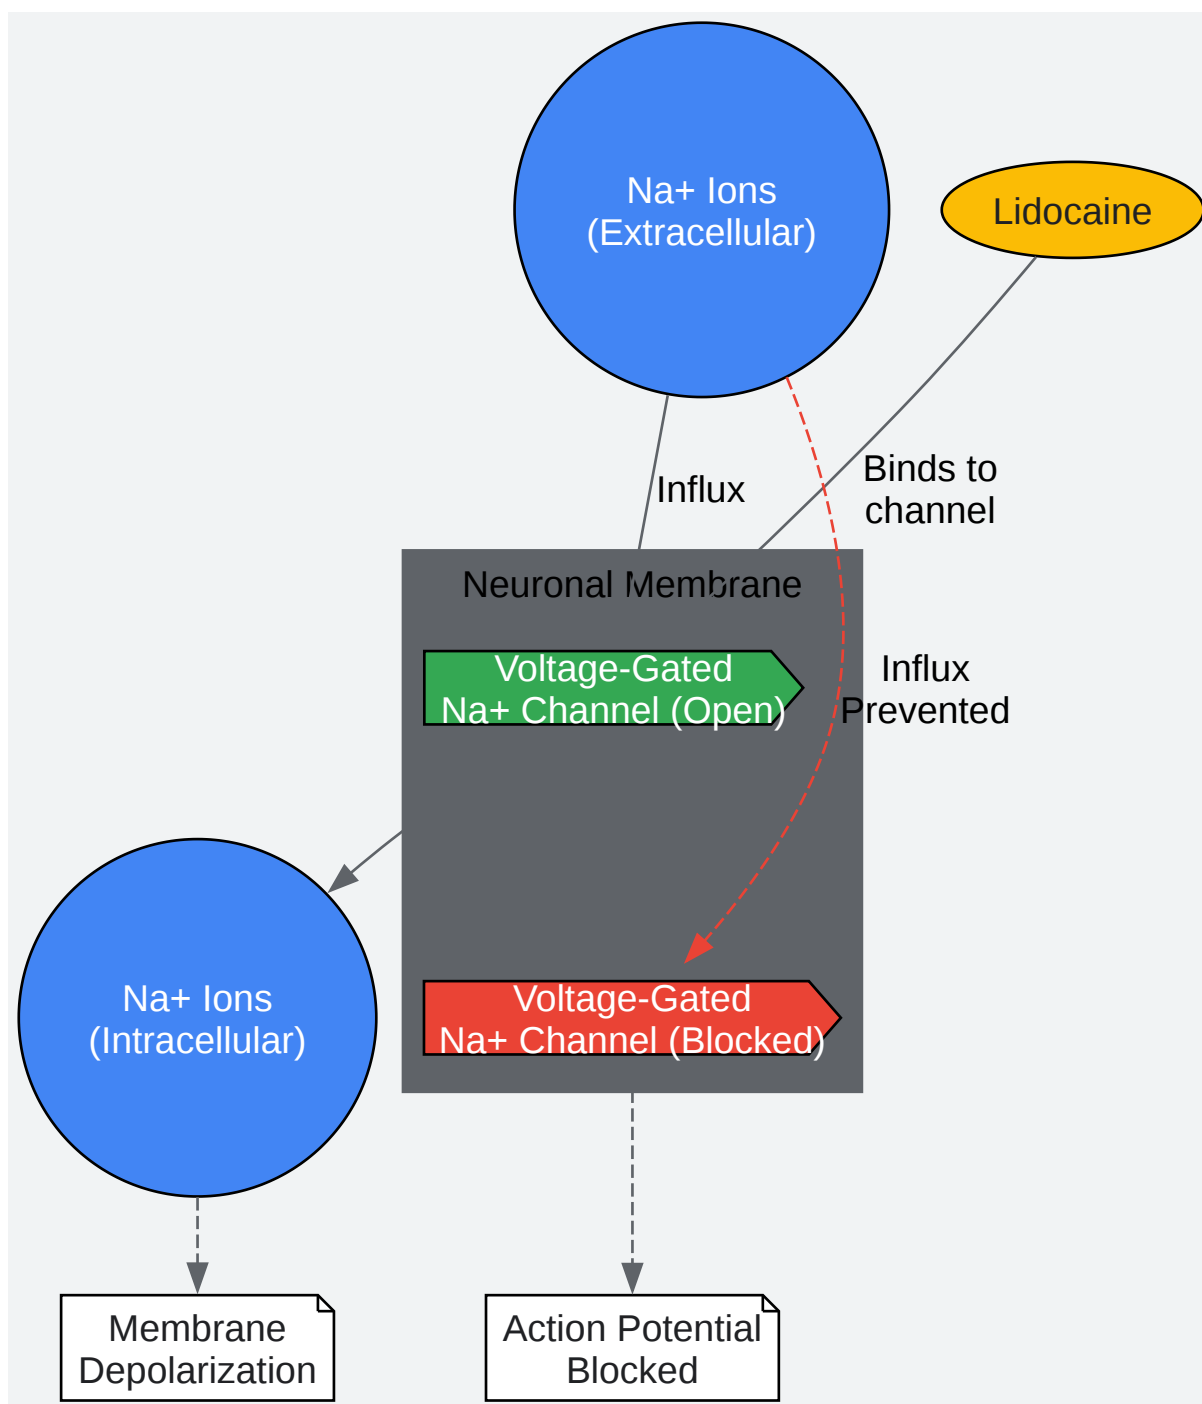 Na+ Ions
(Extracellular)
Lidocaine
Influx
Binds to
channel
Neuronal Membrane
Voltage-Gated
Na+ Channel (Open)
Influx
Prevented
Na+ Ions
(Intracellular)
Voltage-Gated
Na+ Channel (Blocked)
Membrane
Depolarization
Action Potential
Blocked